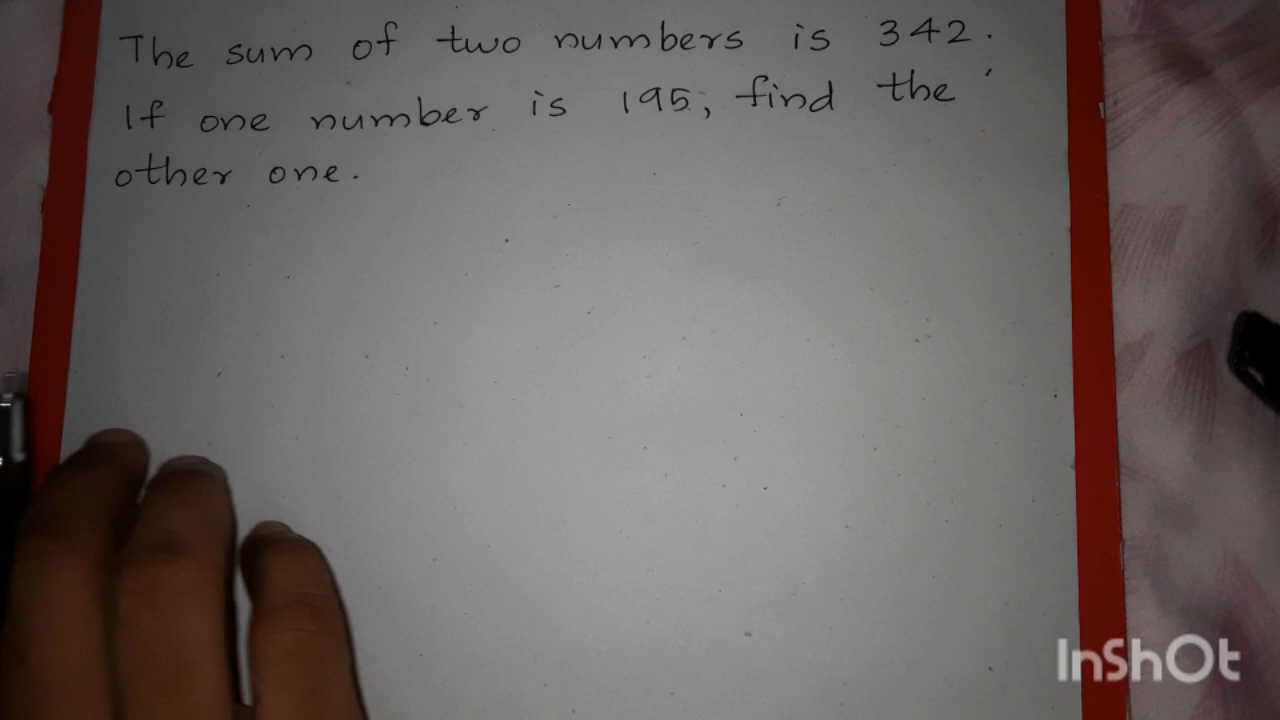 The sum of two numbers is 342.
If one number is 195, find the
other one.
InShOt